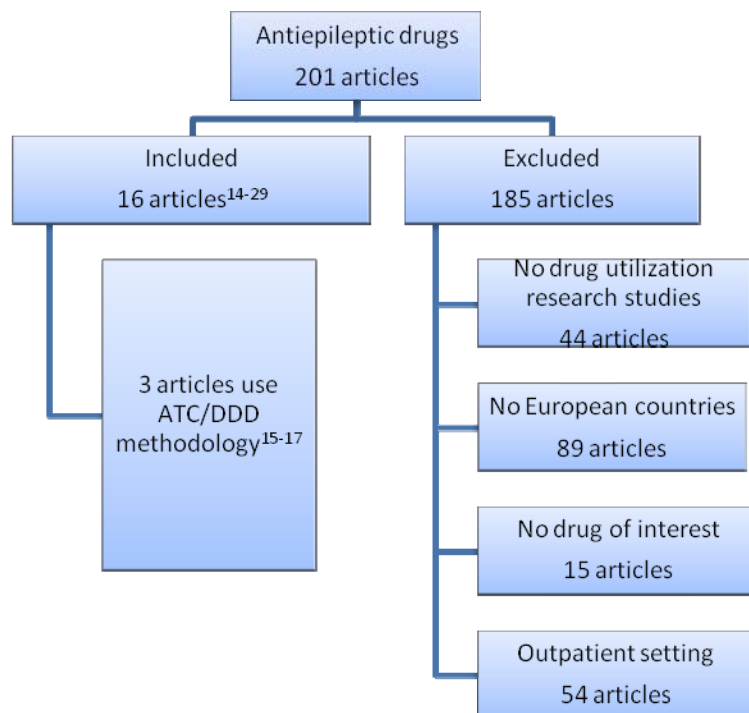 Antiepileptic drugs
201 articles
Included
16 articles14-29
Excluded
185 articles
3 articles use
ATC/DDD
methodology15-17
No drug utilization
research studies
44 articles
No European countries
89 articles
No drug of interest
15 articles
Outpatient setting
54 articles